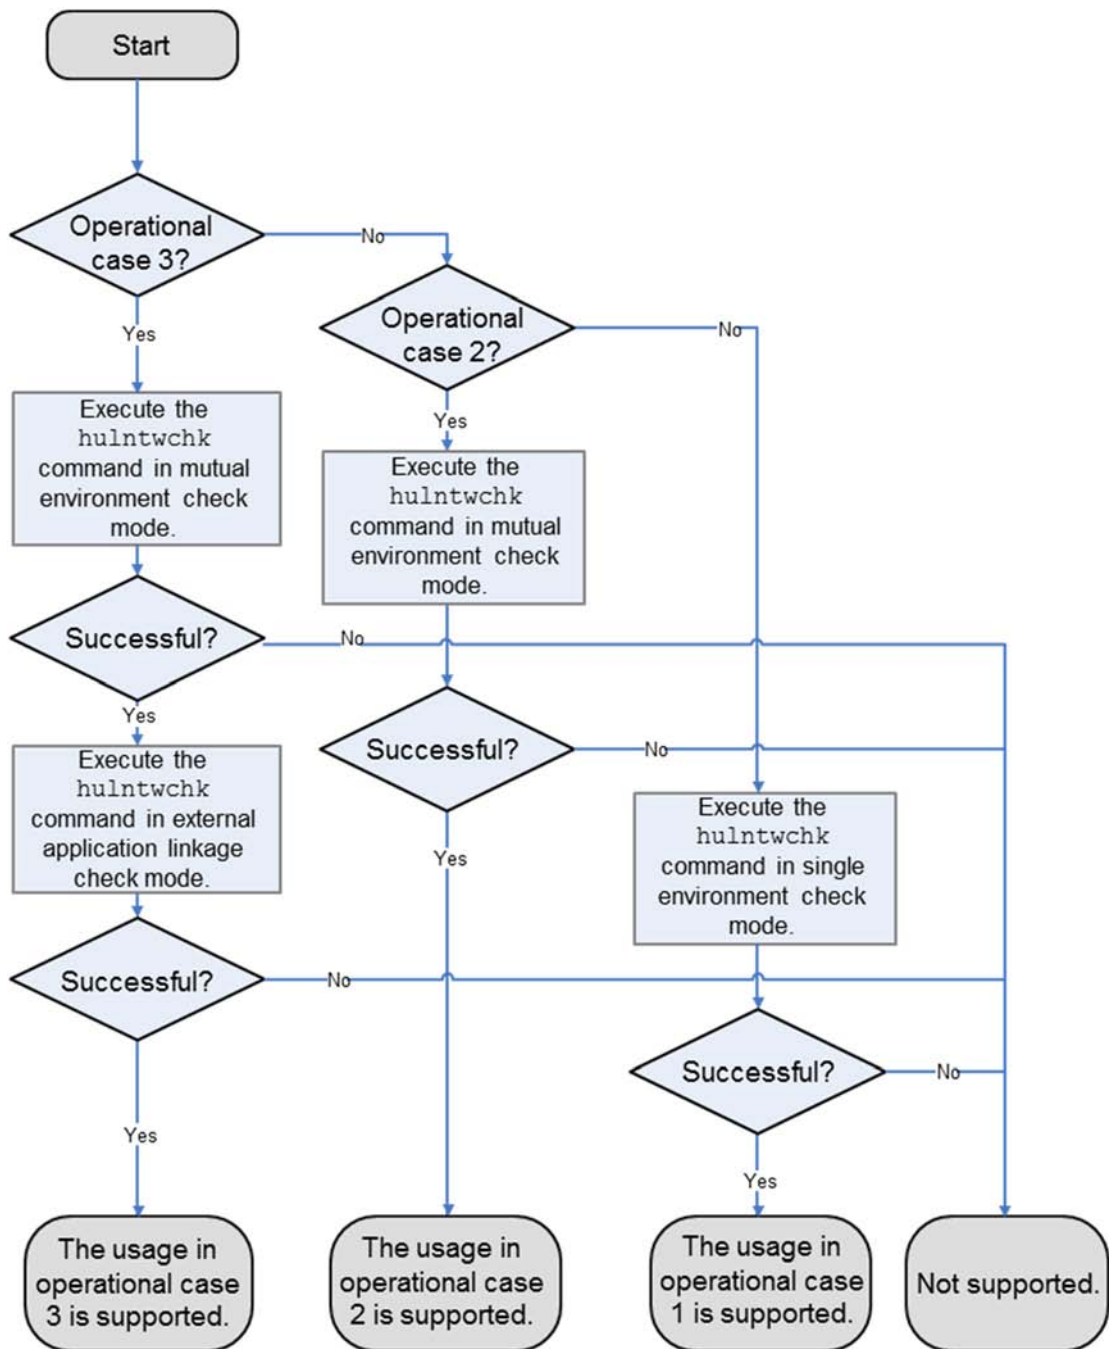 Start
Operational
case 3?
No
Operational
case 2?
No
Yes
Yes
Execute the
hulntwchk
command in mutual
environment check
mode.
Execute the
hulntwchk
command in mutual
environment check
mode.
Successful?
No
Yes
Execute the
hulntwchk
command in external
application linkage
check mode.
Successful?
No
Execute the
hulntwchk
command in single
environment check
mode.
Yes
Successful?
No
Successful?
No
Yes
Yes
The usage in
operational case
3 is supported.
The usage in
operational case
2 is supported.
The usage in
operational case
1 is supported.
Not supported.